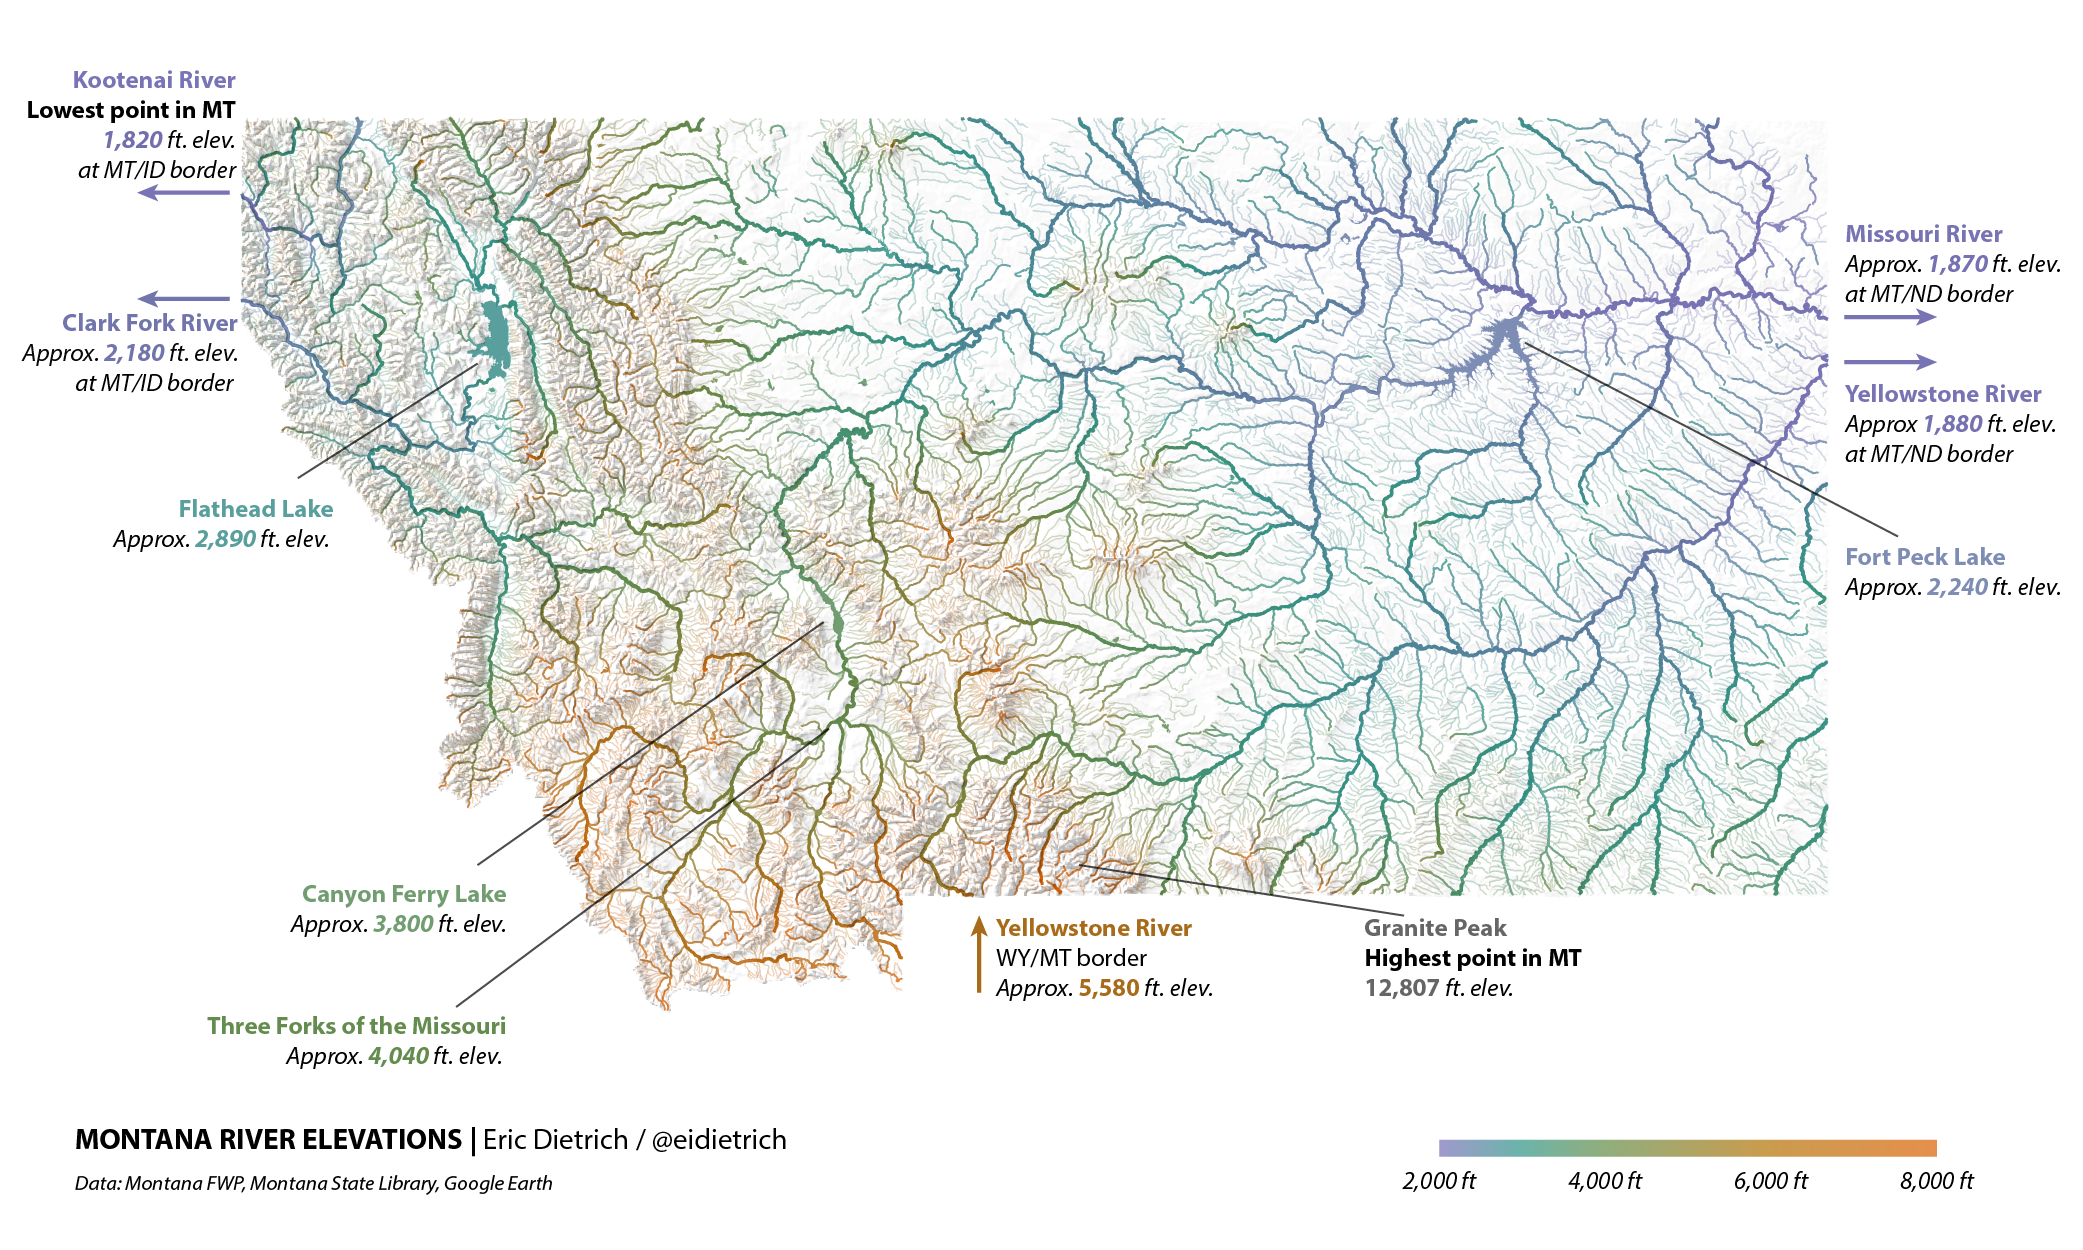 Kootenai River
Lowest point in MT
1,820 ft. elev.
at MT/ID border
Clark Fork River
Approx. 2,180 ft. elev.
at MT/ID border
Flathead Lake
Approx. 2,890 ft. elev.
Canyon Ferry Lake
Approx. 3,800 ft. elev.
Three Forks of the Missouri
Approx. 4,040 ft. elev.
Missouri River
Approx. 1,870 ft. elev.
at MT/ND border
Yellowstone River
Approx 1,880 ft. elev.
at MT/ND border
Fort Peck Lake
Approx. 2,240 ft. elev.
Yellowstone River
WY/MT border
Approx. 5,580 ft. elev.
Granite Peak
Highest point in MT
12,807 ft. elev.
MONTANA RIVER ELEVATIONS | Eric Dietrich / @eidietrich
Data: Montana FWP, Montana State Library, Google Earth
2,000 ft 4,000 ft 6,000 ft 8,000 ft